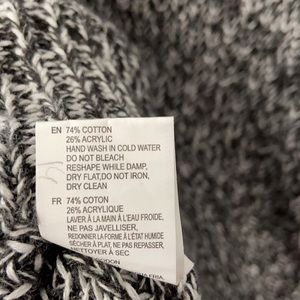 EN 74% COTTON
26% ACRYLIC
HAND WASH IN COLD WATER
DO NOT BLEACH
RESHAPE WHILE DAMP,
DRY FLAT,DO NOT IRON,
DRY CLEAN
FR 74% COTON
26% ACRYLIQUE
LAVER À LA MAIN À L'EAU FROIDE,
NE PAS JAVELLISER,
REDONNER LA FORME À L'ÉTAT HUMIDE
SÉCHER À PLAT, NE PAS REPASSER,
NETTOYER À SEC